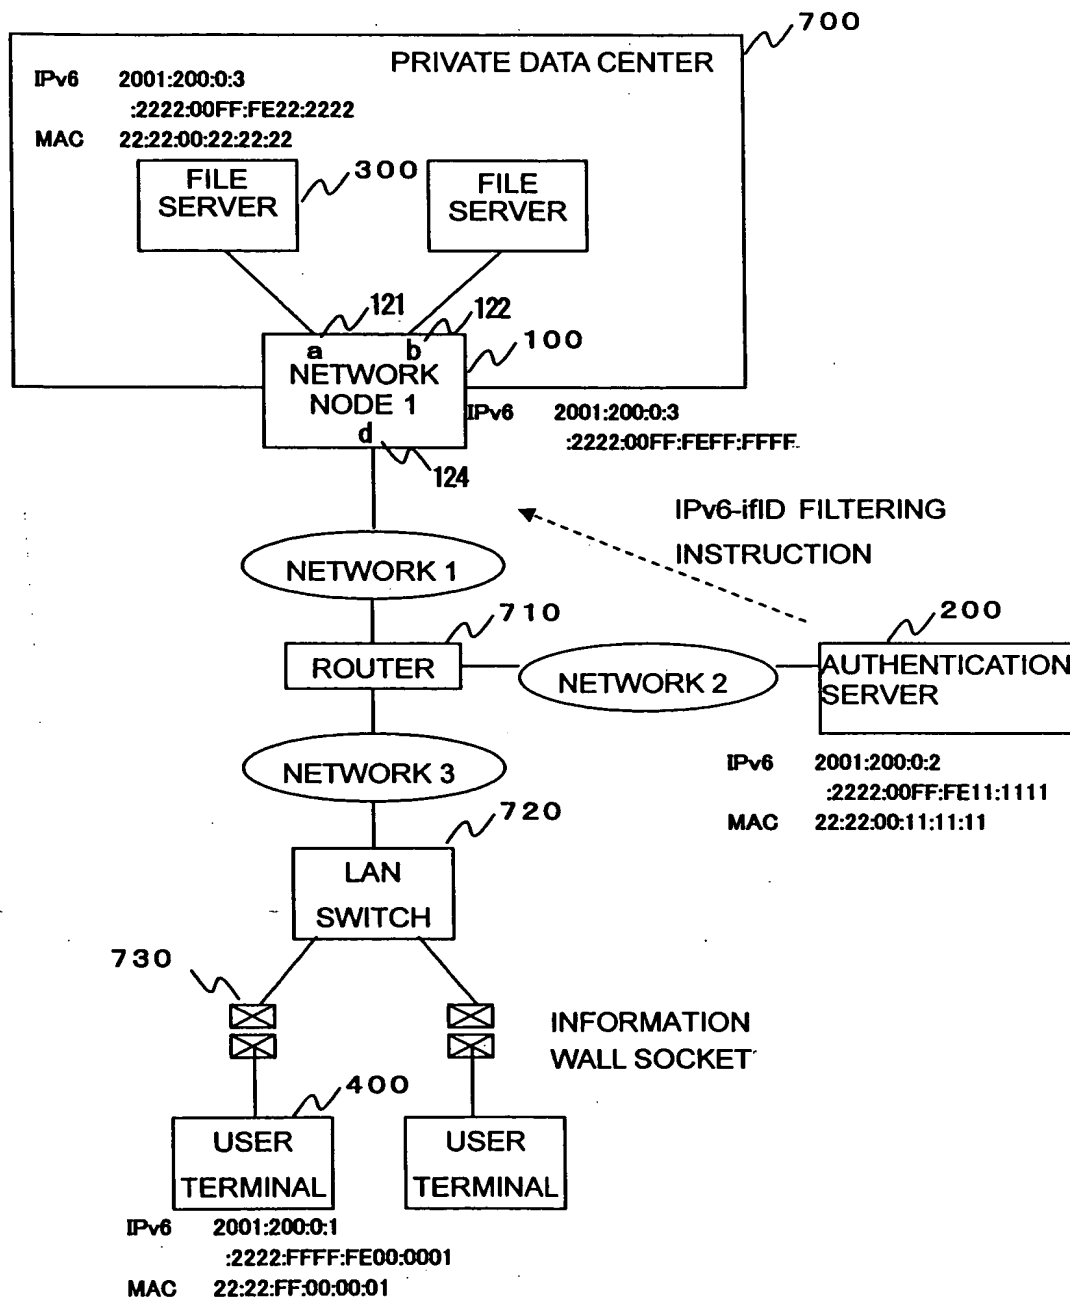 700
PRIVATE DATA CENTER
IPv6 2001:200:0:3
:2222:00FF:FE22:2222
MAC 22:22:00:22:22:22
300
FILE
SERVER
FILE
SERVER
121
122
a
b
100
NETWORK
NODE 1
d
124
IPv6 2001:200:0:3
:2222:00FF:FEFF:FFFF
IPv6-ifID FILTERING
INSTRUCTION
NETWORK 1
710
200
ROUTER
NETWORK 2
AUTHENTICATION
SERVER
NETWORK 3
IPv6 2001:200:0:2
:2222:00FF:FE11:1111
MAC 22:22:00:11:11:11
720
LAN
SWITCH
730
INFORMATION
WALL SOCKET
400
USER
TERMINAL
USER
TERMINAL
IPv6 2001:200:0:1
:2222:FFFF:FE00:0001
MAC 22:22:FF:00:00:01